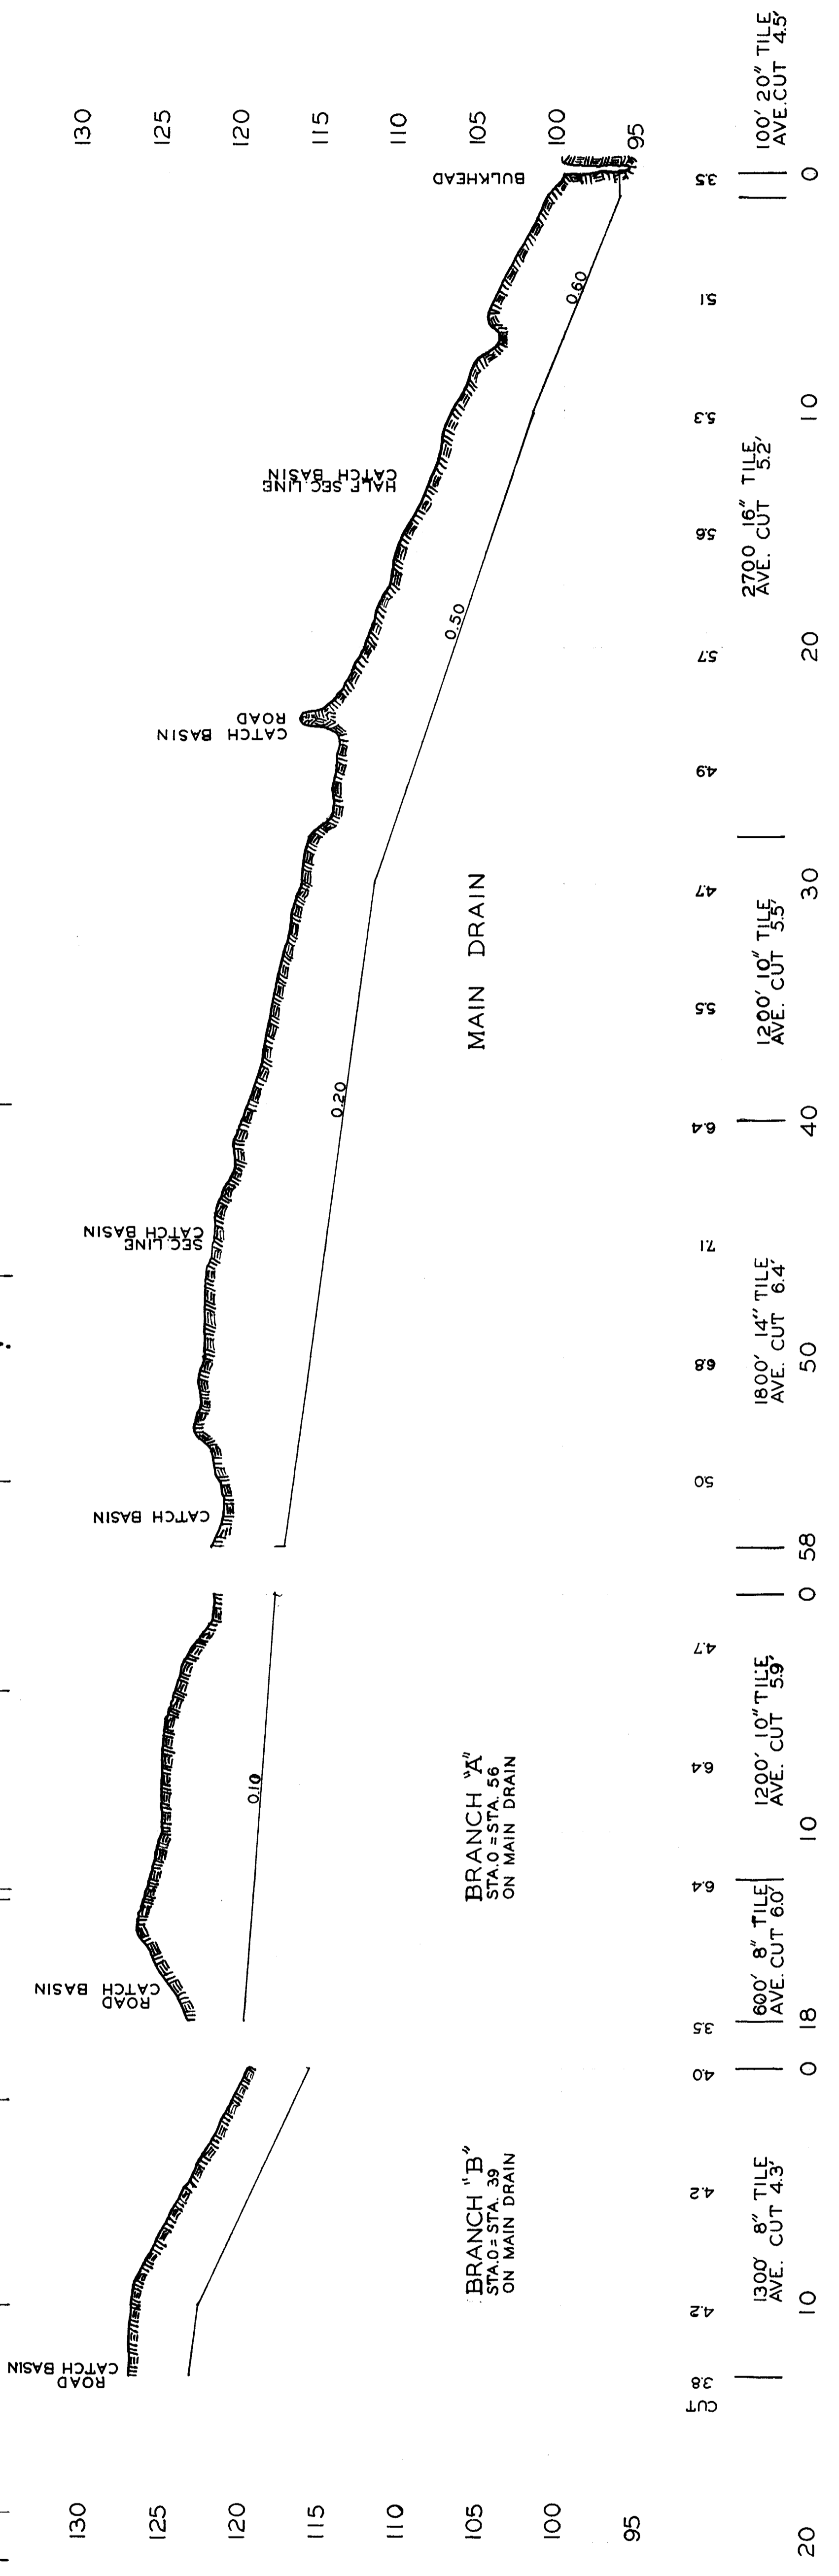 130
125
120
115
110
105
100
95
100' 20" TILE
AVE. CUT 4.5'
BULKHEAD
3.5
0
0.60
5.1
5.3
10
HALF SEC. LINE
CATCH BASIN
2700 16" TILE
AVE. CUT 5.2'
5.6
0.50
5.7
20
ROAD
CATCH BASIN
4.9
4.7
30
MAIN DRAIN
1200' 10" TILE
AVE. CUT 5.5'
5.5
0.20
6.4
40
SEC. LINE
CATCH BASIN
7.1
1800' 14" TILE
AVE. CUT 6.4'
6.8
50
50
CATCH BASIN
58
0
4.7
0.10
BRANCH "A"
STA. 0 = STA. 56
ON MAIN DRAIN
1200' 10" TILE
AVE. CUT 5.9'
6.4
10
6.4
600' 8" TILE
AVE. CUT 6.0'
ROAD
CATCH BASIN
3.5
18
4.0
0
BRANCH "B"
STA. 0 = STA. 39
ON MAIN DRAIN
4.2
1300' 8" TILE
AVE. CUT 4.3'
4.2
10
ROAD
CATCH BASIN
3.8
CUT
130
125
120
115
110
105
100
95
20